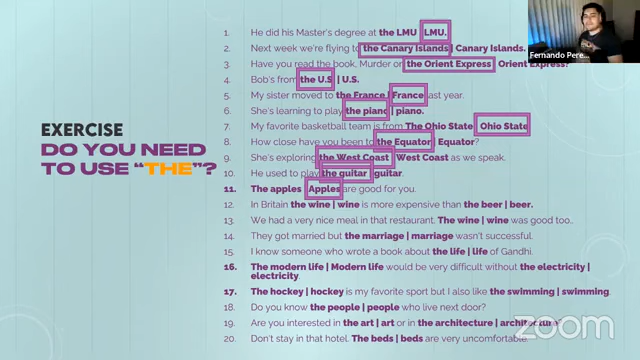 1. He did his Master's degree at the LMU | LMU.
2. Next week we're flying to the Canary Islands | Canary Islands.
3. Have you read the book, Murder on the Orient Express | Orient Express?
4. Bob's from the U.S | U.S.
5. My sister moved to the France | France last year.
6. She's learning to play the piano | piano.
7. My favorite basketball team is from The Ohio State | Ohio State
8. How close have you been to the Equator | Equator?
9. She's exploring the West Coast | West Coast as we speak.
10. He used to play the guitar | guitar.
11. The apples | Apples are good for you.
12. In Britain the wine | wine is more expensive than the beer | beer.
13. We had a very nice meal in that restaurant. The wine | wine was good too..
14. They got married but the marriage | marriage wasn't successful.
15. I know someone who wrote a book about the life | life of Gandhi.
16. The modern life | Modern life would be very difficult without the electricity |
electricity.
17. The hockey | hockey is my favorite sport but I also like the swimming | swimming.
18. Do you know the people | people who live next door?
19. Are you interested in the art | art or in the architecture | architecture
20. Don't stay in that hotel. The beds | beds are very uncomfortable.
EXERCISE
DO YOU NEED
TO USE "THE"?
Fernando Pere...
zoom